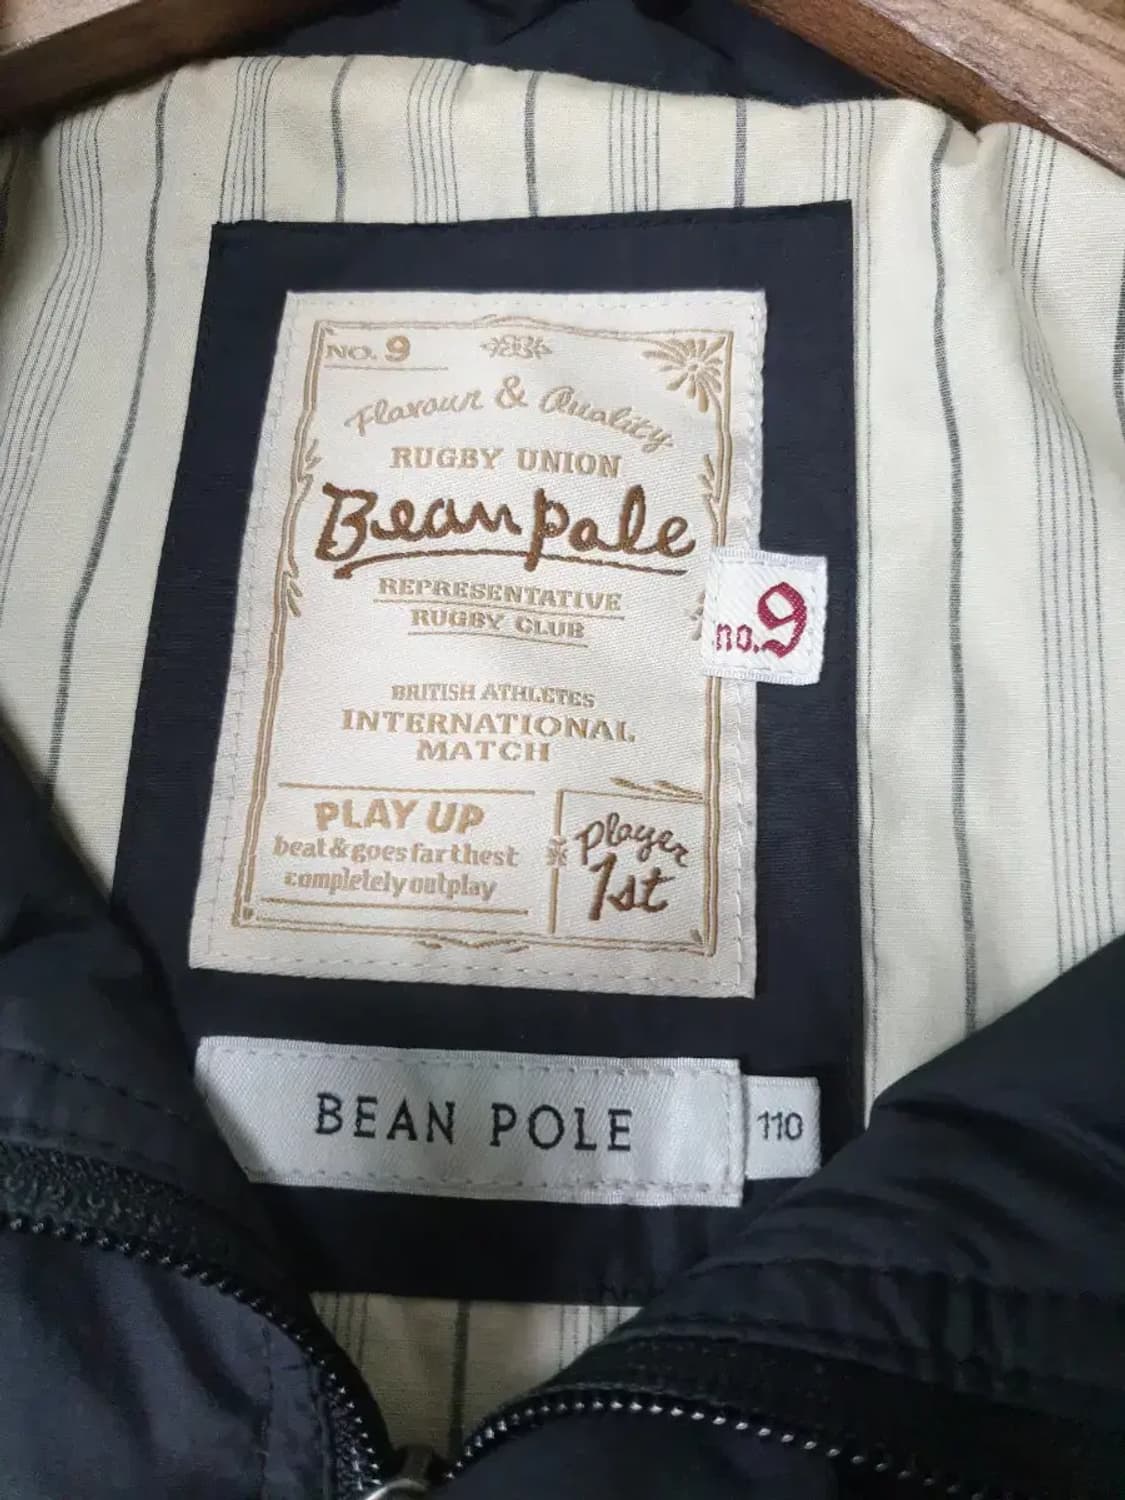 NO. 9
Flavour & Quality
RUGBY UNION
Beanpole
REPRESENTATIVE
RUGBY CLUB
no.9
BRITISH ATHLETES
INTERNATIONAL
MATCH
PLAY UP
beat & goes farthest
completely outplay
Player
1st
BEAN POLE
110